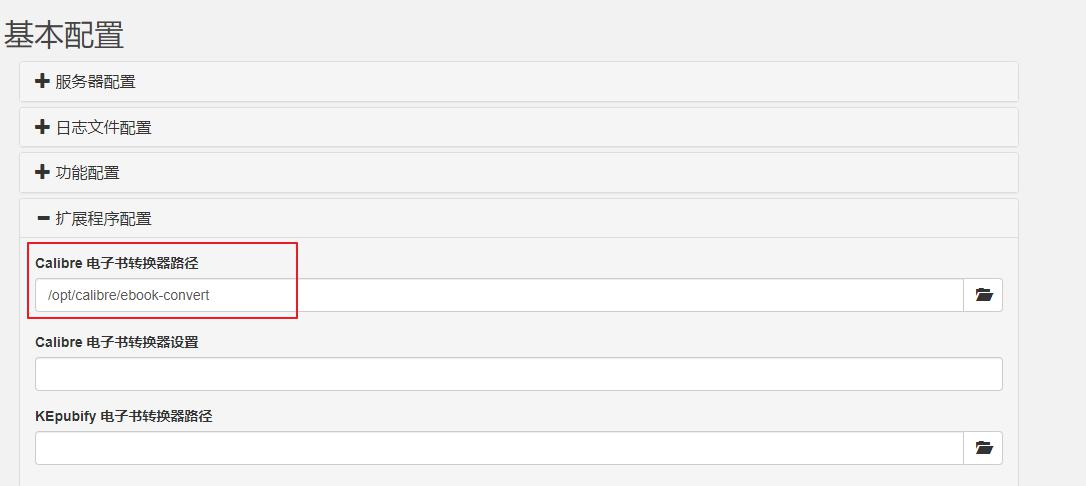 基本配置
服务器配置
日志文件配置
功能配置
扩展程序配置
Calibre 电子书转换器路径
/opt/calibre/ebook-convert
Calibre 电子书转换器设置
KEpubify 电子书转换器路径